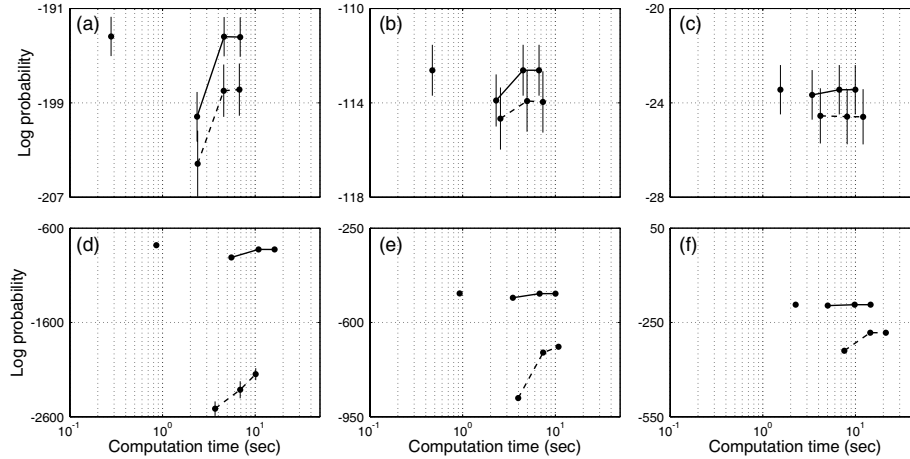 (a)
-191
-199
-207
Log probability
(b)
-110
-114
-118
(c)
-20
-24
-28
(d)
-600
-1600
-2600
Log probability
10^-1 10^0 10^1
Computation time (sec)
(e)
-250
-600
-950
10^-1 10^0 10^1
Computation time (sec)
(f)
50
-250
-550
10^-1 10^0 10^1
Computation time (sec)